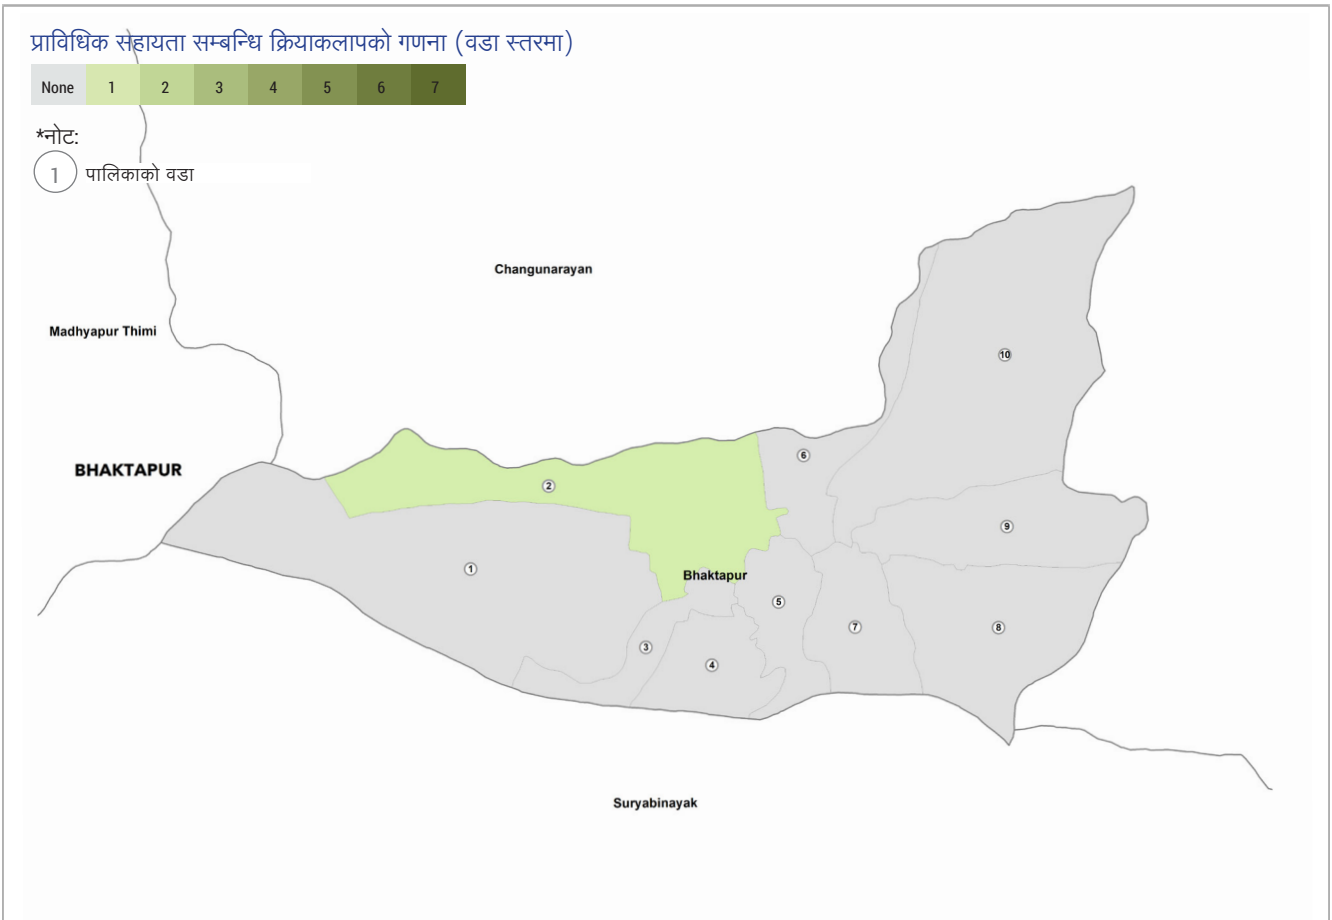 प्राविधिक सहायता सम्बन्धि क्रियाकलापको गणना (वडा स्तरमा)
None 1 2 3 4 5 6 7
*नोट:
1 पालिकाको वडा
Changunarayan
Madhyapur Thimi
10
6
BHAKTAPUR
2
9
1
Bhaktapur
5
7
8
3
4
Suryabinayak